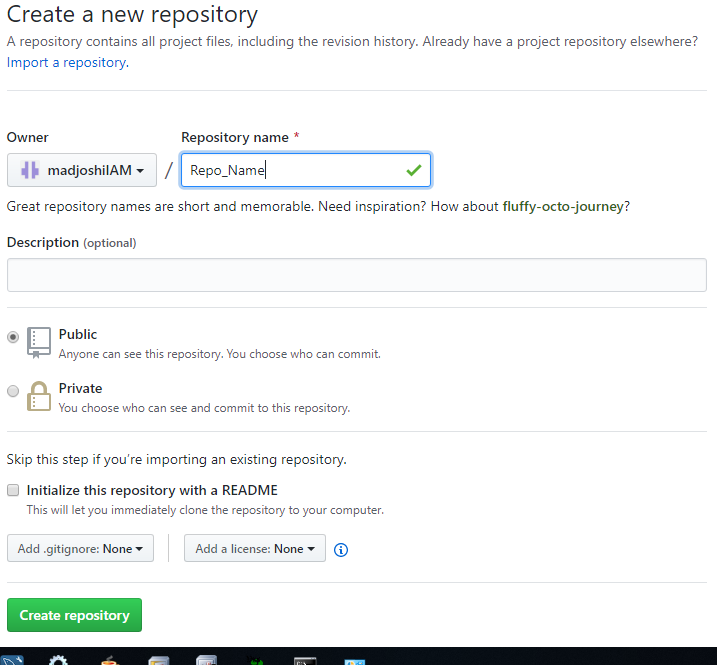 Create a new repository
A repository contains all project files, including the revision history. Already have a project repository elsewhere?
Import a repository.
Owner
Repository name *
madjoshilAM
/
Repo_Name
Great repository names are short and memorable. Need inspiration? How about fluffy-octo-journey?
Description (optional)
Public
Anyone can see this repository. You choose who can commit.
Private
You choose who can see and commit to this repository.
Skip this step if you’re importing an existing repository.
Initialize this repository with a README
This will let you immediately clone the repository to your computer.
Add .gitignore: None
Add a license: None
Create repository